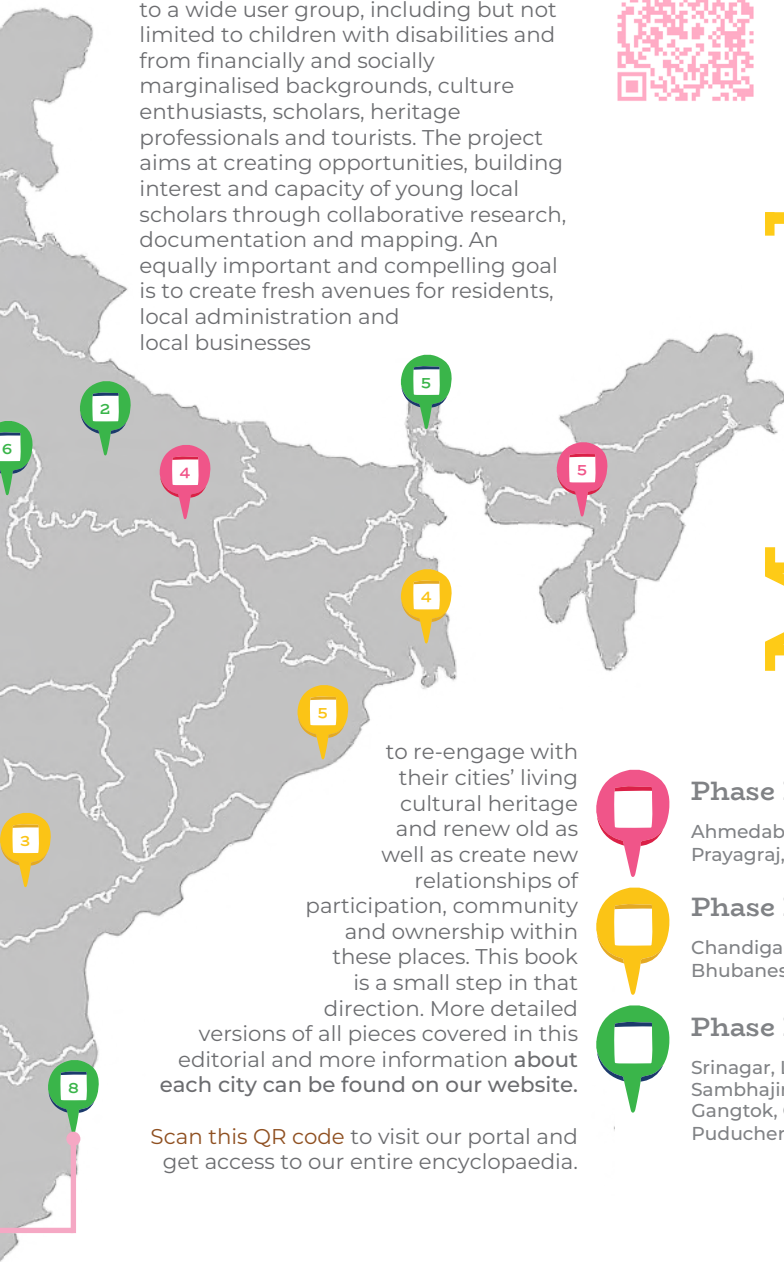 to a wide user group, including but not
limited to children with disabilities and
from financially and socially
marginalised backgrounds, culture
enthusiasts, scholars, heritage
professionals and tourists. The project
aims at creating opportunities, building
interest and capacity of young local
scholars through collaborative research,
documentation and mapping. An
equally important and compelling goal
is to create fresh avenues for residents,
local administration and
local businesses
5
2
6
4
5
4
5
3
8
to re-engage with
their cities’ living
cultural heritage
and renew old as
well as create new
relationships of
participation, community
and ownership within
these places. This book
is a small step in that
direction. More detailed
versions of all pieces covered in this
editorial and more information about
each city can be found on our website.
Scan this QR code to visit our portal and
get access to our entire encyclopaedia.
Phase
Ahmedab
Prayagraj,
Phase
Chandiga
Bhubanes
Phase
Srinagar,
Sambhajin
Gangtok,
Puducher